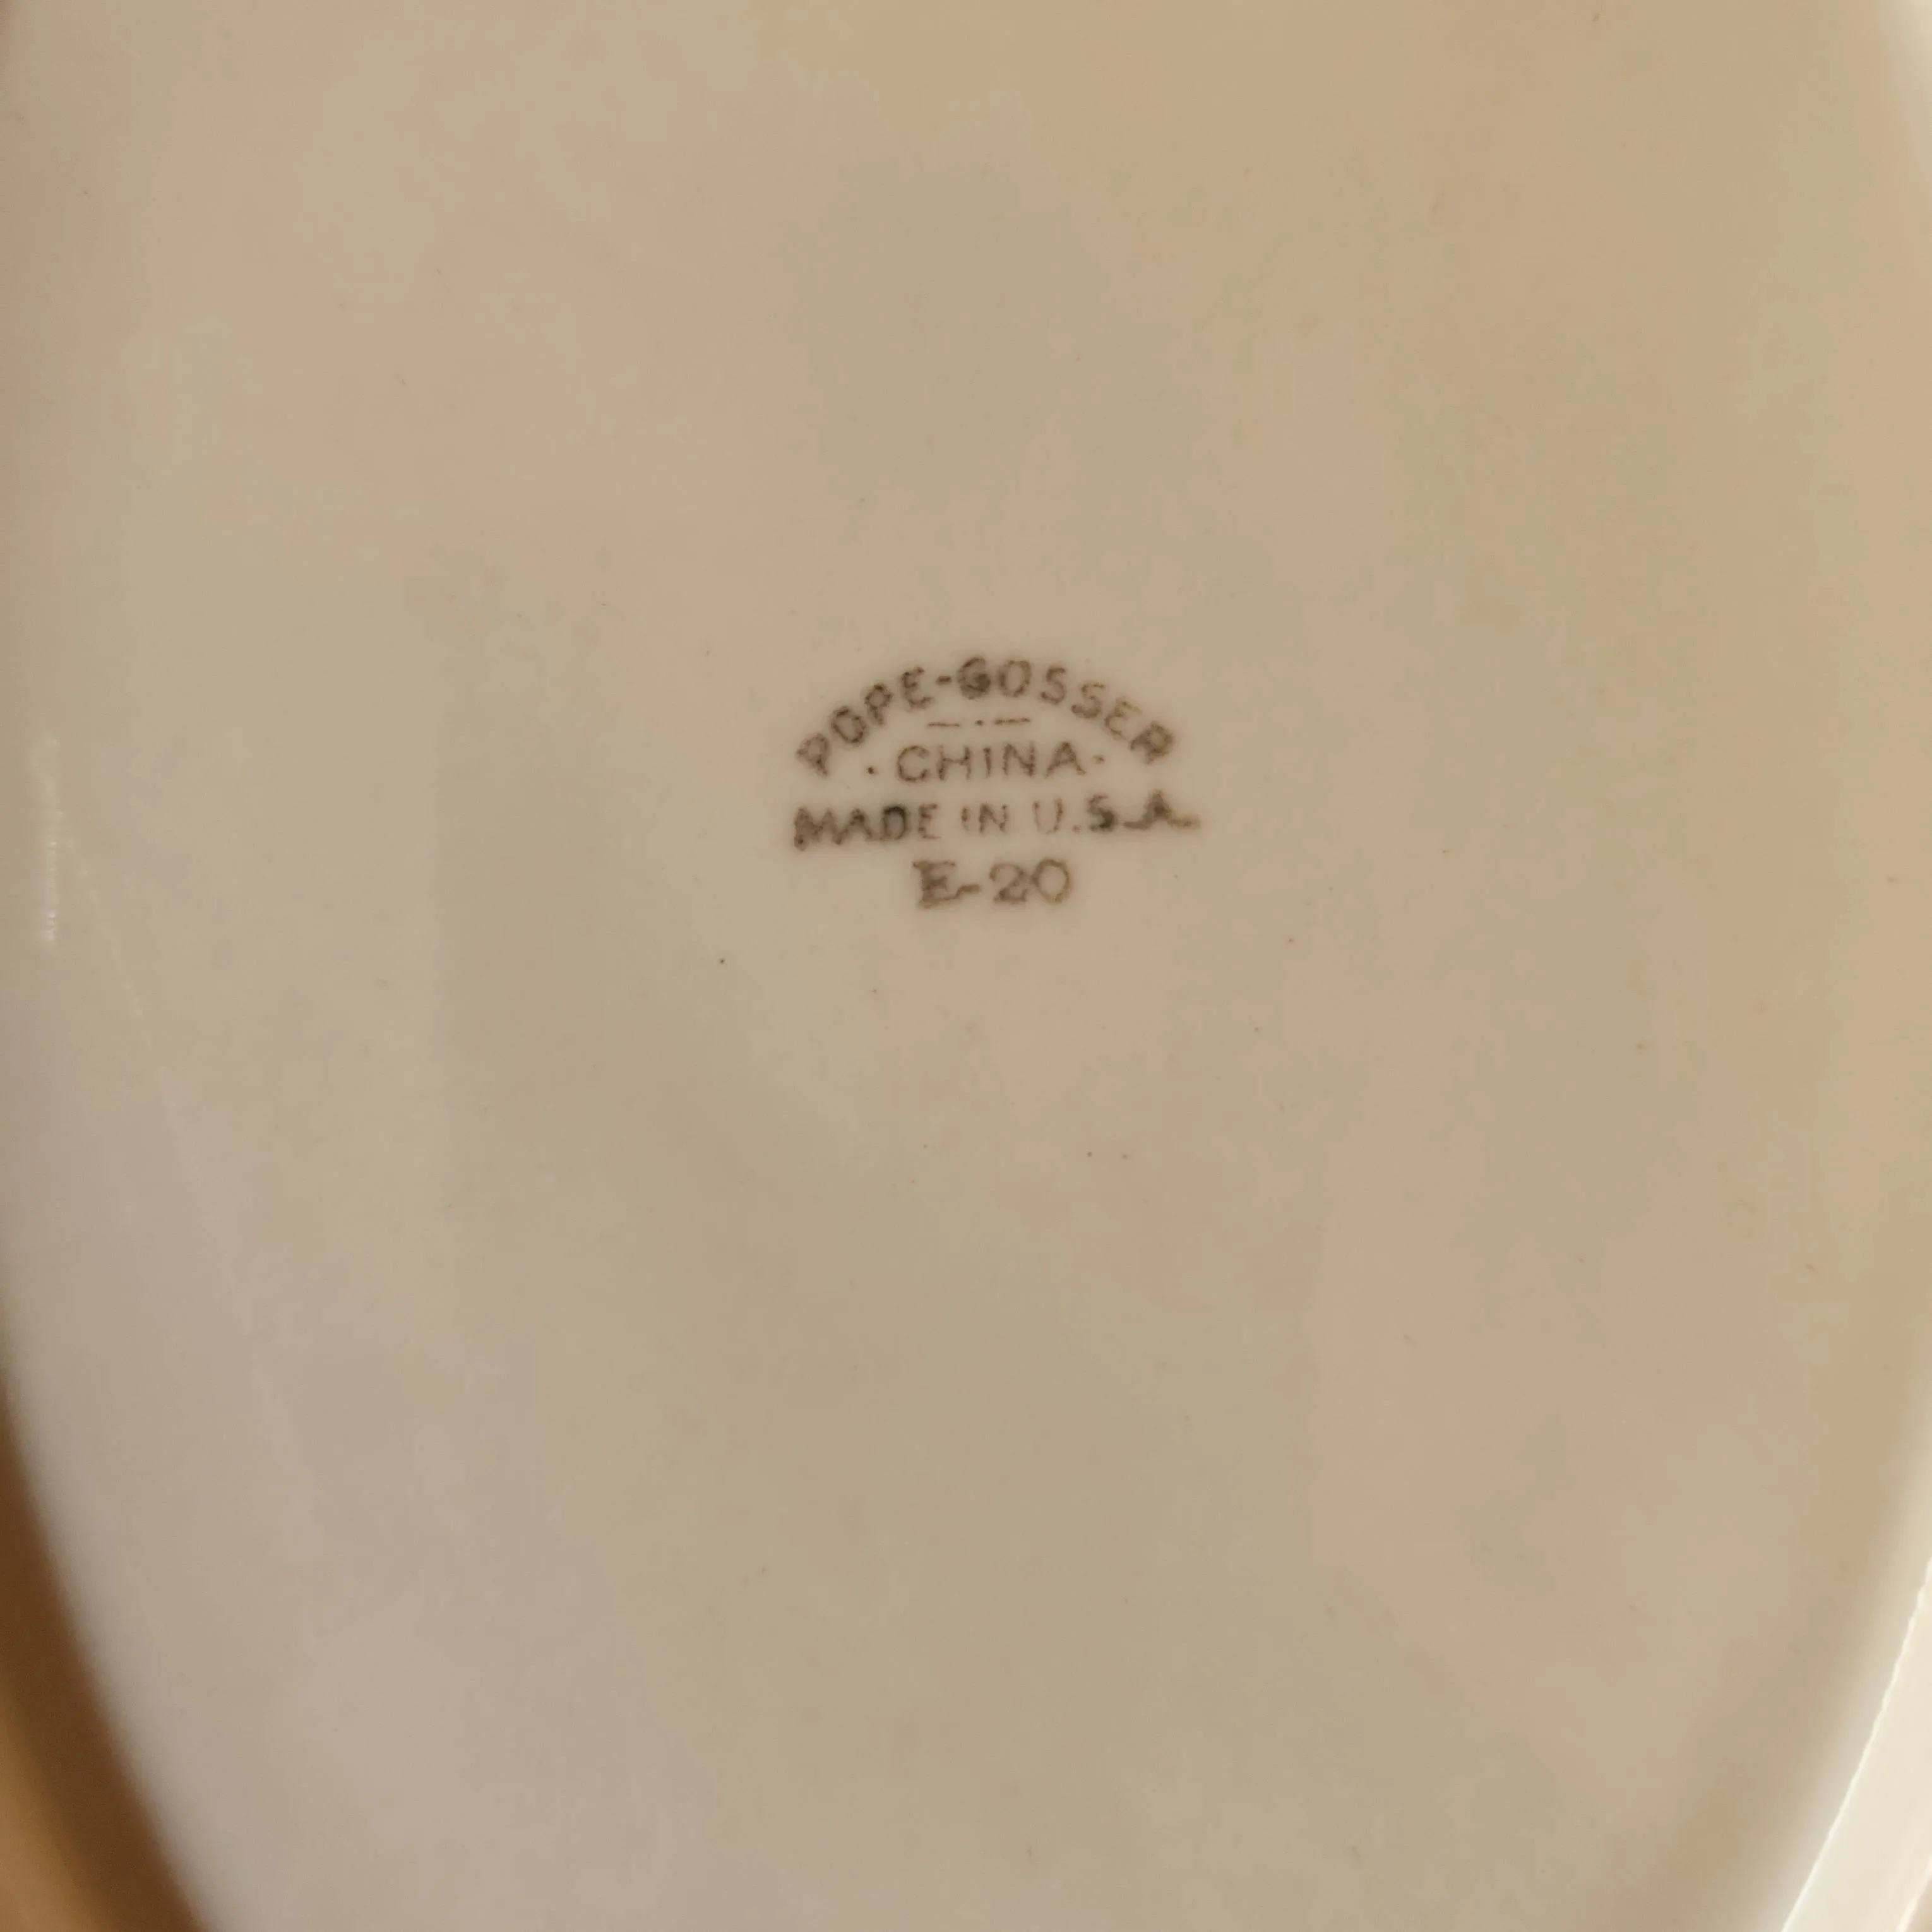 POPE-GOSSER
· CHINA ·
MADE IN U.S.A.
E-20